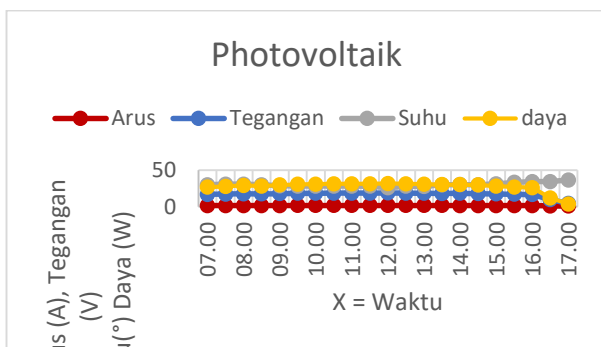 Photovoltaik
Arus Tegangan Suhu daya
50
0
07.00 08.00 09.00 10.00 11.00 12.00 13.00 14.00 15.00 16.00 17.00
X = Waktu
(A), Tegangan
(V)
Daya (W)